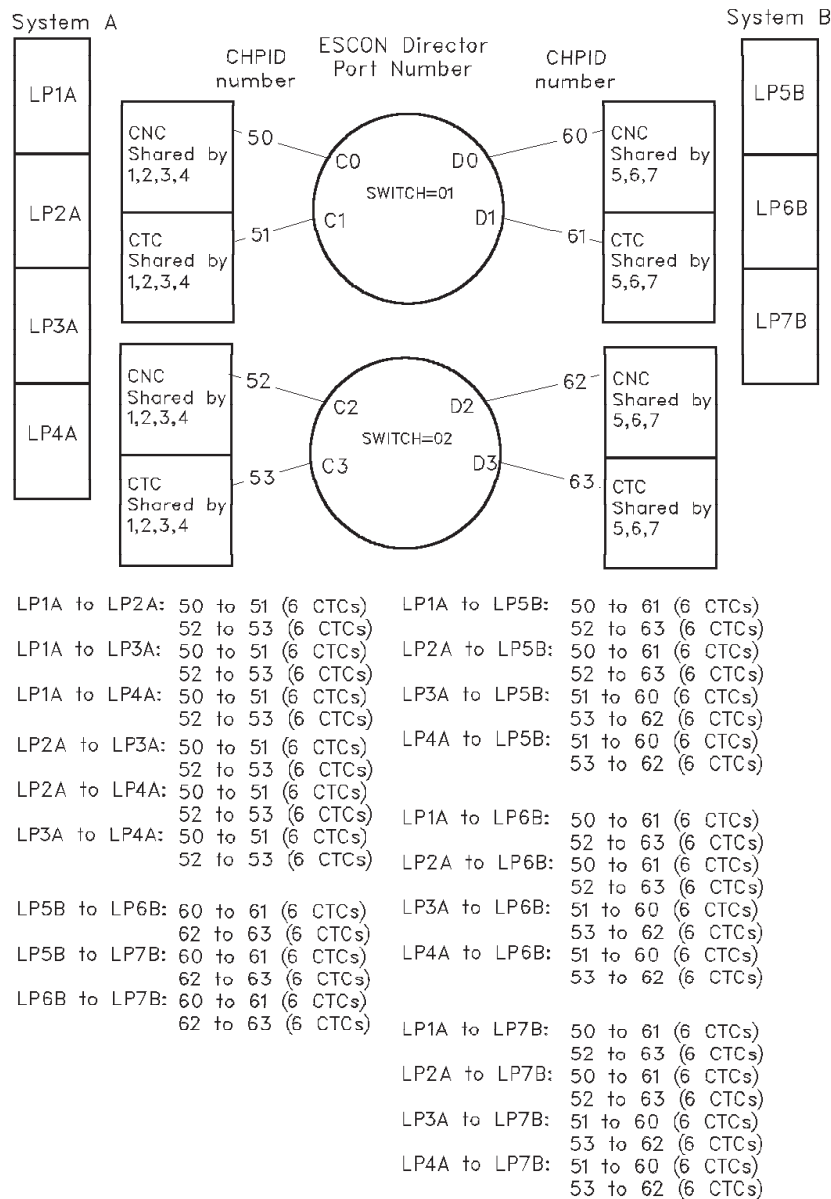 System A
System B
CHPID
number
ESCON Director
Port Number
CHPID
number
LP1A
LP2A
LP3A
LP4A
LP5B
LP6B
LP7B
CNC
Shared by
1,2,3,4
50
C0
D0
60
CNC
Shared by
5,6,7
SWITCH=01
CTC
Shared by
1,2,3,4
51
C1
D1
61
CTC
Shared by
5,6,7
CNC
Shared by
1,2,3,4
52
C2
D2
62
CNC
Shared by
5,6,7
SWITCH=02
CTC
Shared by
1,2,3,4
53
C3
D3
63
CTC
Shared by
5,6,7
LP1A to LP2A: 50 to 51 (6 CTCs)
52 to 53 (6 CTCs)
LP1A to LP3A: 50 to 51 (6 CTCs)
52 to 53 (6 CTCs)
LP1A to LP4A: 50 to 51 (6 CTCs)
52 to 53 (6 CTCs)
LP2A to LP3A: 50 to 51 (6 CTCs)
52 to 53 (6 CTCs)
LP2A to LP4A: 50 to 51 (6 CTCs)
52 to 53 (6 CTCs)
LP3A to LP4A: 50 to 51 (6 CTCs)
52 to 53 (6 CTCs)
LP5B to LP6B: 60 to 61 (6 CTCs)
62 to 63 (6 CTCs)
LP5B to LP7B: 60 to 61 (6 CTCs)
62 to 63 (6 CTCs)
LP6B to LP7B: 60 to 61 (6 CTCs)
62 to 63 (6 CTCs)
LP1A to LP5B: 50 to 61 (6 CTCs)
52 to 63 (6 CTCs)
LP2A to LP5B: 50 to 61 (6 CTCs)
52 to 63 (6 CTCs)
LP3A to LP5B: 51 to 60 (6 CTCs)
53 to 62 (6 CTCs)
LP4A to LP5B: 51 to 60 (6 CTCs)
53 to 62 (6 CTCs)
LP1A to LP6B: 50 to 61 (6 CTCs)
52 to 63 (6 CTCs)
LP2A to LP6B: 50 to 61 (6 CTCs)
52 to 63 (6 CTCs)
LP3A to LP6B: 51 to 60 (6 CTCs)
53 to 62 (6 CTCs)
LP4A to LP6B: 51 to 60 (6 CTCs)
53 to 62 (6 CTCs)
LP1A to LP7B: 50 to 61 (6 CTCs)
52 to 63 (6 CTCs)
LP2A to LP7B: 50 to 61 (6 CTCs)
52 to 63 (6 CTCs)
LP3A to LP7B: 51 to 60 (6 CTCs)
53 to 62 (6 CTCs)
LP4A to LP7B: 51 to 60 (6 CTCs)
53 to 62 (6 CTCs)